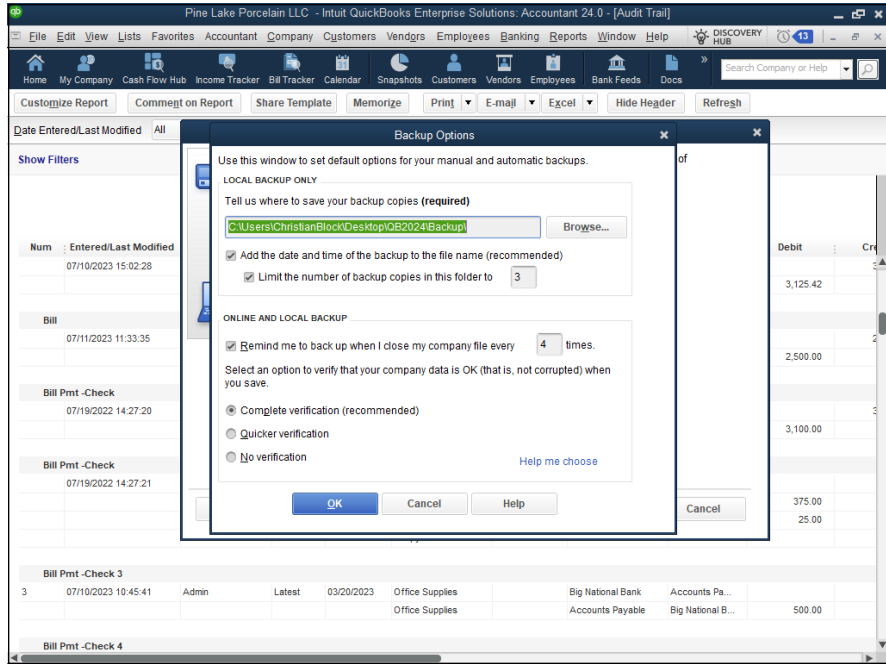 qb Pine Lake Porcelain LLC - Intuit QuickBooks Enterprise Solutions: Accountant 24.0 - [Audit Trail]
File Edit View Lists Favorites Accountant Company Customers Vendors Employees Banking Reports Window Help DISCOVERY HUB 13
Home My Company Cash Flow Hub Income Tracker Bill Tracker Calendar Snapshots Customers Vendors Employees Bank Feeds Docs » Search Company or Help
Customize Report Comment on Report Share Template Memorize Print E-mail Excel Hide Header Refresh
Date Entered/Last Modified All
Backup Options
Show Filters
Use this window to set default options for your manual and automatic backups.
of
LOCAL BACKUP ONLY
Tell us where to save your backup copies (required)
C:\Users\ChristianBlock\Desktop\QB2024\Backup\ Browse...
Num Entered/Last Modified Debit Cre
Add the date and time of the backup to the file name (recommended)
07/10/2023 15:02:28
Limit the number of backup copies in this folder to 3
3,125.42
Bill
ONLINE AND LOCAL BACKUP
07/11/2023 11:33:35
Remind me to back up when I close my company file every 4 times.
2,500.00
Select an option to verify that your company data is OK (that is, not corrupted) when
you save.
Bill Pmt -Check
07/19/2022 14:27:20
Complete verification (recommended)
3,100.00
Quicker verification
No verification
Help me choose
Bill Pmt -Check
07/19/2022 14:27:21
375.00
OK Cancel Help
Cancel
25.00
Bill Pmt -Check 3
3 07/10/2023 10:45:41 Admin Latest 03/20/2023 Office Supplies Big National Bank Accounts Pa...
Office Supplies Accounts Payable Big National B... 500.00
Bill Pmt -Check 4